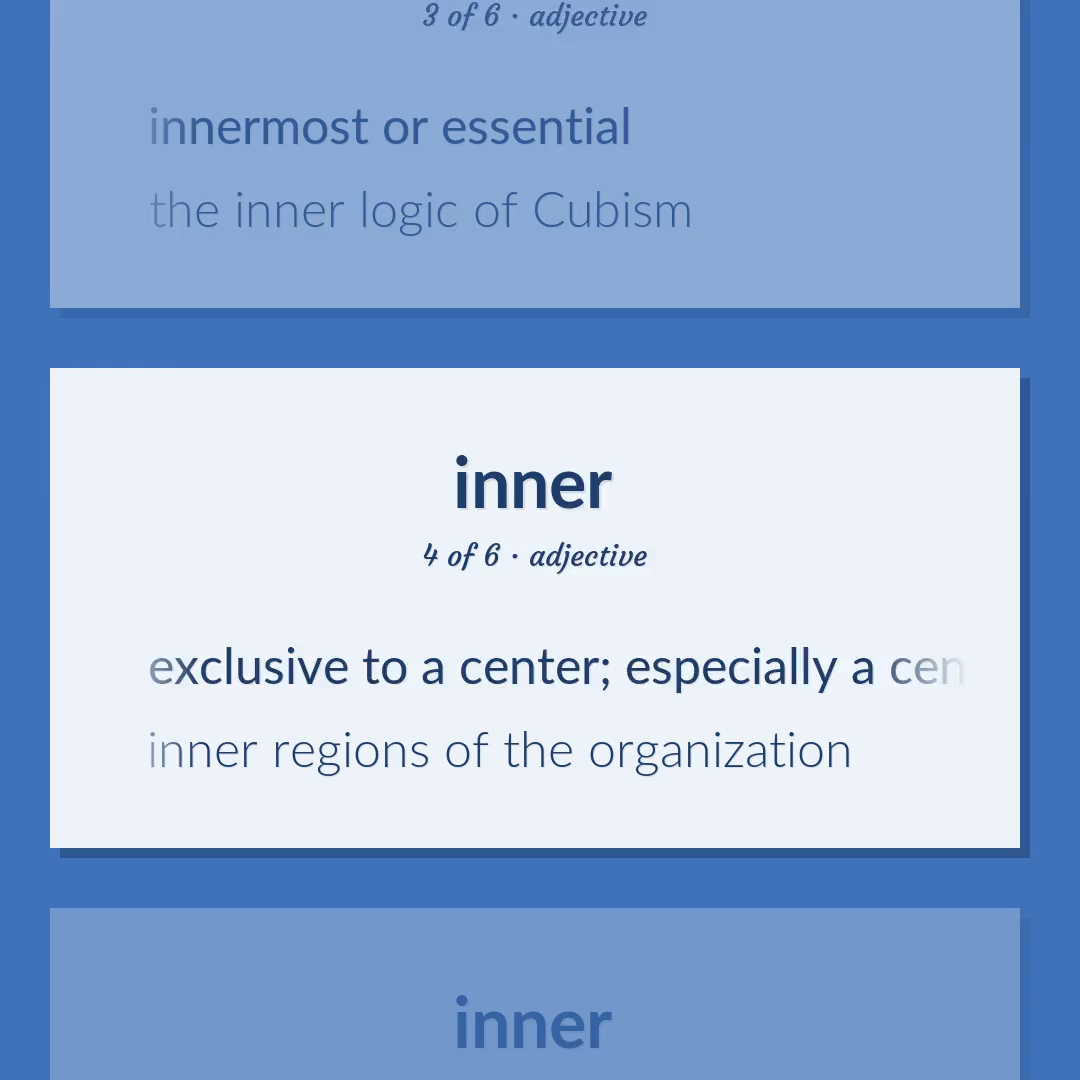 3 of 6 · adjective
innermost or essential
the inner logic of Cubism
inner
4 of 6 · adjective
exclusive to a center; especially a cen
inner regions of the organization
inner